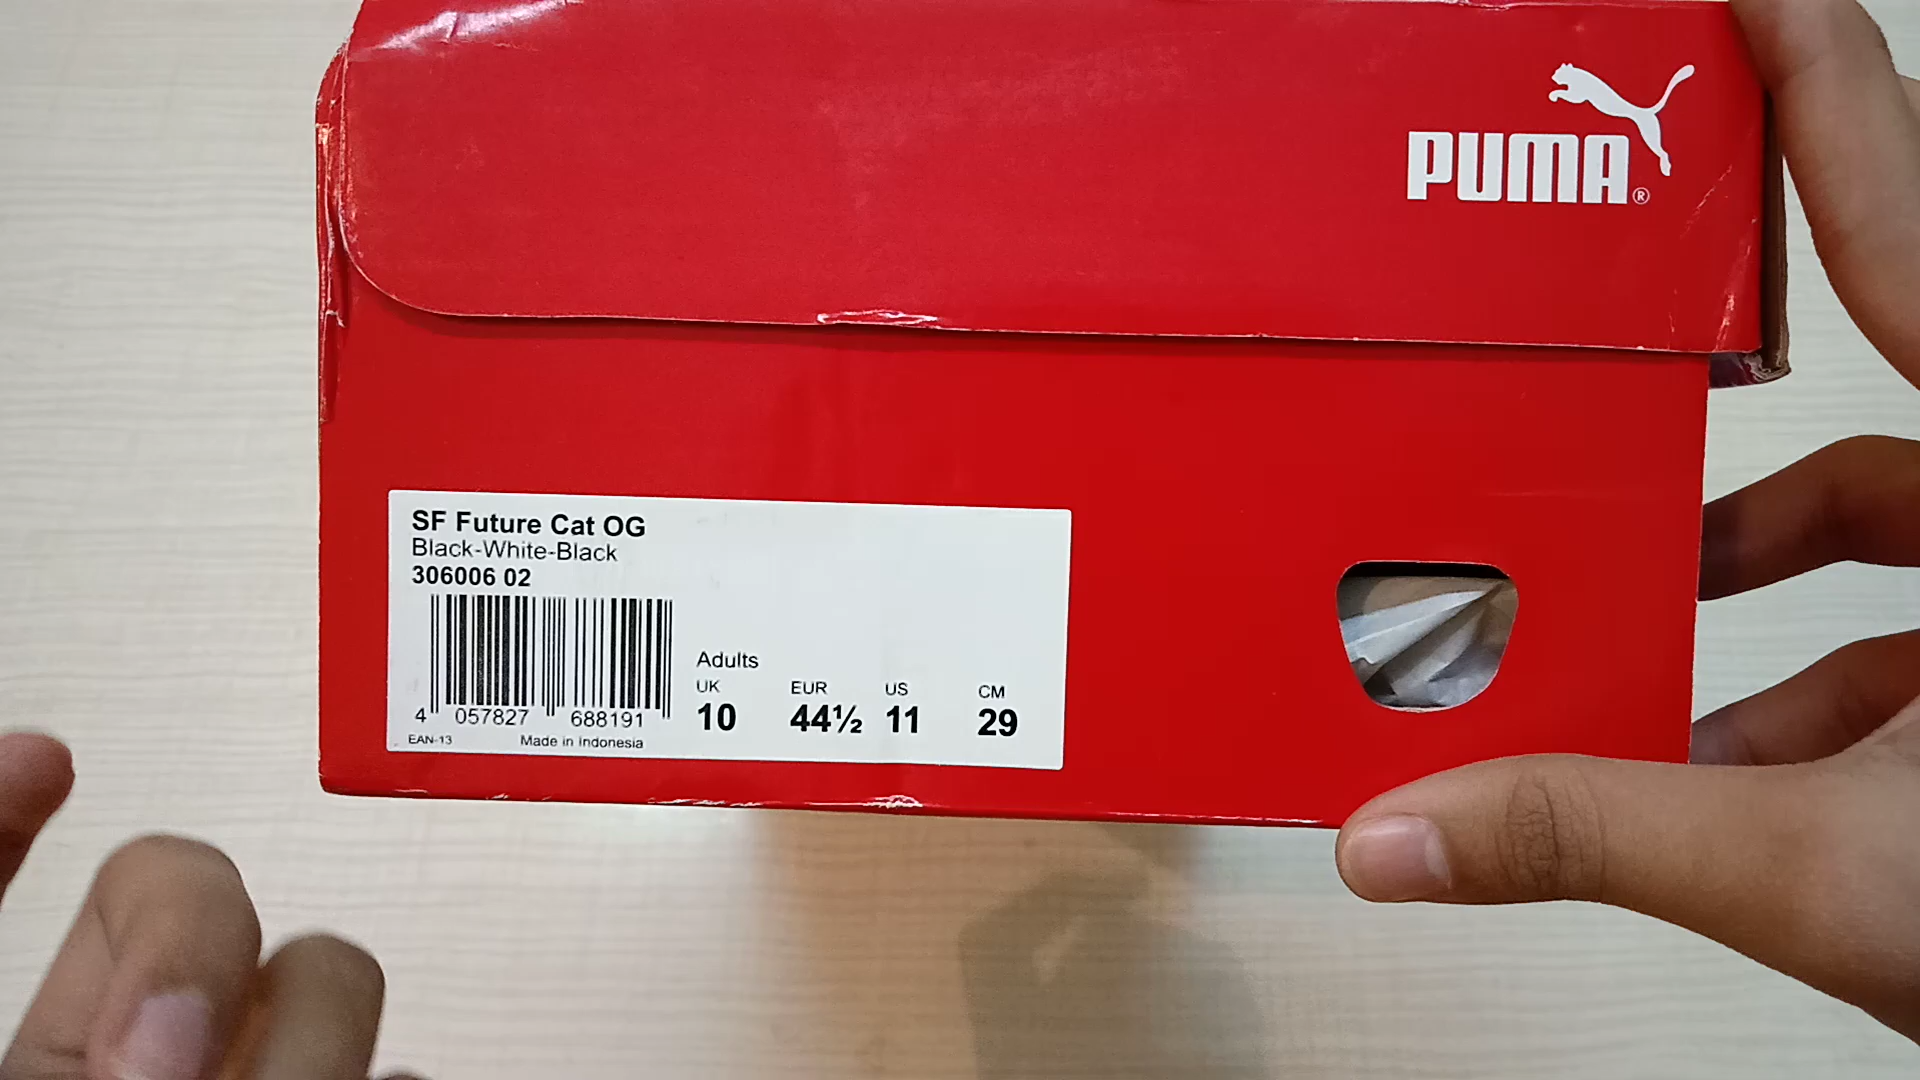 PUMA®
SF Future Cat OG
Black-White-Black
306006 02
4 057827 688191
EAN-13 Made in Indonesia
Adults
UK EUR US CM
10 44½ 11 29